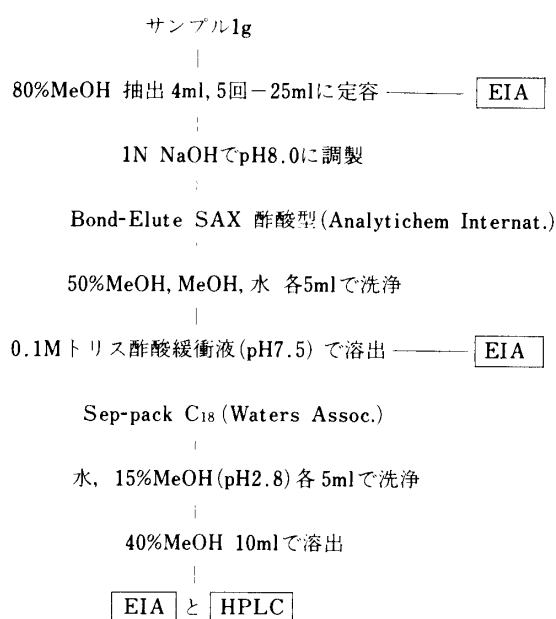 サンプル1g
80%MeOH 抽出 4ml, 5回-25mlに定容 EIA
1N NaOHでpH8.0に調製
Bond-Elute SAX 酢酸型(Analytichem Internat.)
50%MeOH, MeOH, 水 各5mlで洗浄
0.1Mトリス酢酸緩衝液(pH7.5) で溶出 EIA
Sep-pack C18 (Waters Assoc.)
水, 15%MeOH(pH2.8)各 5mlで洗浄
40%MeOH 10mlで溶出
EIA と HPLC